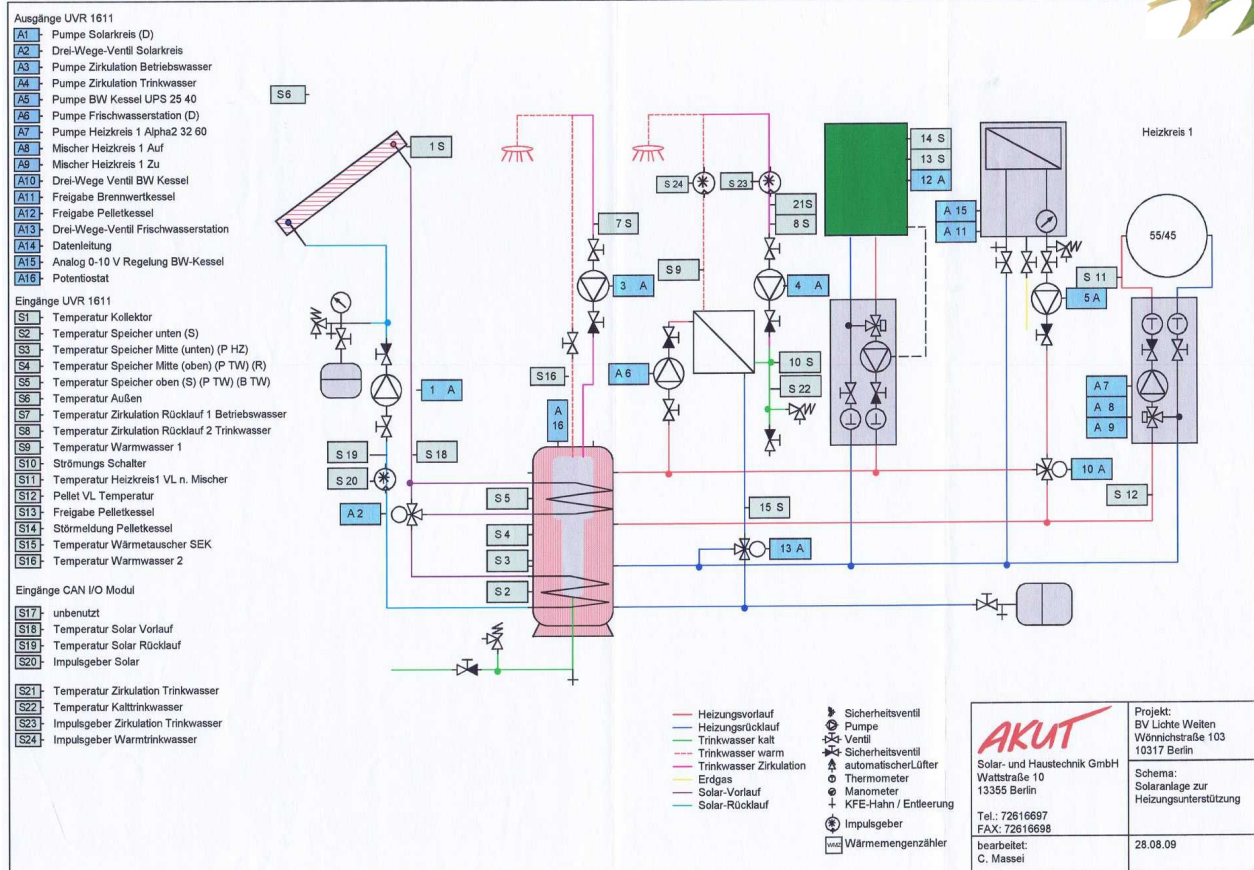 Ausgänge UVR 1611
A1 Pumpe Solarkreis (D)
A2 Drei-Wege-Ventil Solarkreis
A3 Pumpe Zirkulation Betriebswasser
A4 Pumpe Zirkulation Trinkwasser
A5 Pumpe BW Kessel UPS 25 40
A6 Pumpe Frischwasserstation (D)
A7 Pumpe Heizkreis 1 Alpha2 32 60
A8 Mischer Heizkreis 1 Auf
A9 Mischer Heizkreis 1 Zu
A10 Drei-Wege Ventil BW Kessel
A11 Freigabe Brennwertkessel
A12 Freigabe Pelletkessel
A13 Drei-Wege-Ventil Frischwasserstation
A14 Datenleitung
A15 Analog 0-10 V Regelung BW-Kessel
A16 Potentiostat
Eingänge UVR 1611
S1 Temperatur Kollektor
S2 Temperatur Speicher unten (S)
S3 Temperatur Speicher Mitte (unten) (P HZ)
S4 Temperatur Speicher Mitte (oben) (P TW) (R)
S5 Temperatur Speicher oben (S) (P TW) (B TW)
S6 Temperatur Außen
S7 Temperatur Zirkulation Rücklauf 1 Betriebswasser
S8 Temperatur Zirkulation Rücklauf 2 Trinkwasser
S9 Temperatur Warmwasser 1
S10 Strömungs Schalter
S11 Temperatur Heizkreis1 VL n. Mischer
S12 Pellet VL Temperatur
S13 Freigabe Pelletkessel
S14 Störmeldung Pelletkessel
S15 Temperatur Wärmetauscher SEK
S16 Temperatur Warmwasser 2
Eingänge CAN I/O Modul
S17 unbenutzt
S18 Temperatur Solar Vorlauf
S19 Temperatur Solar Rücklauf
S20 Impulsgeber Solar
S21 Temperatur Zirkulation Trinkwasser
S22 Temperatur Kalttrinkwasser
S23 Impulsgeber Zirkulation Trinkwasser
S24 Impulsgeber Warmtrinkwasser
S6
1 S
7 S
3 A
S 24
S 23
21S
8 S
S 9
4 A
14 S
13 S
12 A
A 15
A 11
Heizkreis 1
55/45
S 11
5 A
1 A
S16
A
16
A 6
10 S
S 22
A 7
A 8
A 9
S 19
S 18
S 20
A 2
S 5
S 4
S 3
S 2
15 S
13 A
10 A
S 12
Heizungsvorlauf
Heizungsrücklauf
Trinkwasser kalt
Trinkwasser warm
Trinkwasser Zirkulation
Erdgas
Solar-Vorlauf
Solar-Rücklauf
Sicherheitsventil
Pumpe
Ventil
Sicherheitsventil
automatischerLüfter
Thermometer
Manometer
KFE-Hahn / Entleerung
Impulsgeber
WMZ Wärmemengenzähler
AKUT
Solar- und Haustechnik GmbH
Wattstraße 10
13355 Berlin
Tel.: 72616697
FAX: 72616698
bearbeitet:
C. Massei
Projekt:
BV Lichte Weiten
Wönnichstraße 103
10317 Berlin
Schema:
Solaranlage zur
Heizungsunterstützung
28.08.09